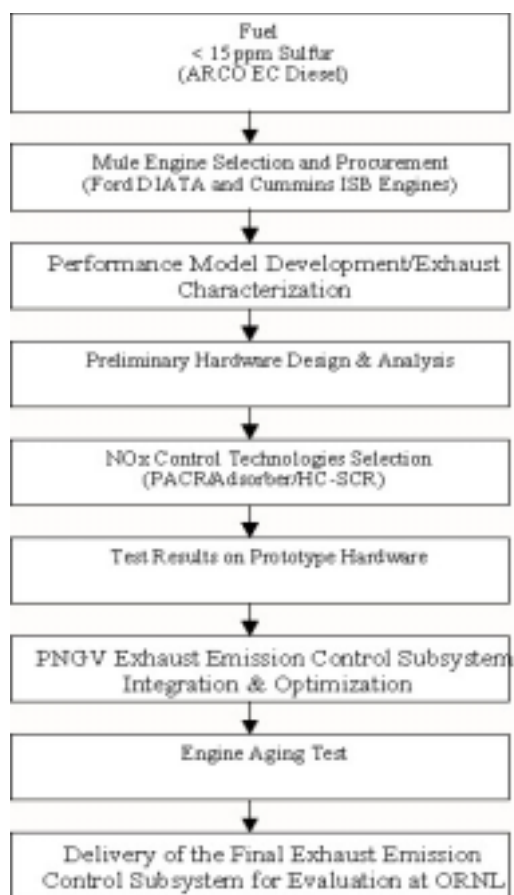 Fuel
< 15 ppm Sulfur
(ARCO EC Diesel)
Mule Engine Selection and Procurement
(Ford DIATA and Cummins ISB Engines)
Performance Model Development/Exhaust
Characterization
Preliminary Hardware Design & Analysis
NOx Control Technologies Selection
(PACR/Adsorber/HC-SCR)
Test Results on Prototype Hardware
PNGV Exhaust Emission Control Subsystem
Integration & Optimization
Engine Aging Test
Delivery of the Final Exhaust Emission
Control Subsystem for Evaluation at ORNL